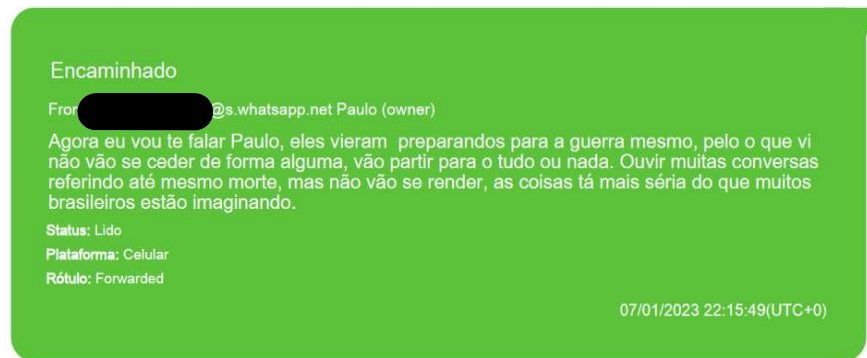 Encaminhado
From @s.whatsapp.net Paulo (owner)
Agora eu vou te falar Paulo, eles vieram preparandos para a guerra mesmo, pelo o que vi
não vão se ceder de forma alguma, vão partir para o tudo ou nada. Ouvir muitas conversas
referindo até mesmo morte, mas não vão se render, as coisas tá mais séria do que muitos
brasileiros estão imaginando.
Status: Lido
Plataforma: Celular
Rótulo: Forwarded
07/01/2023 22:15:49(UTC+0)